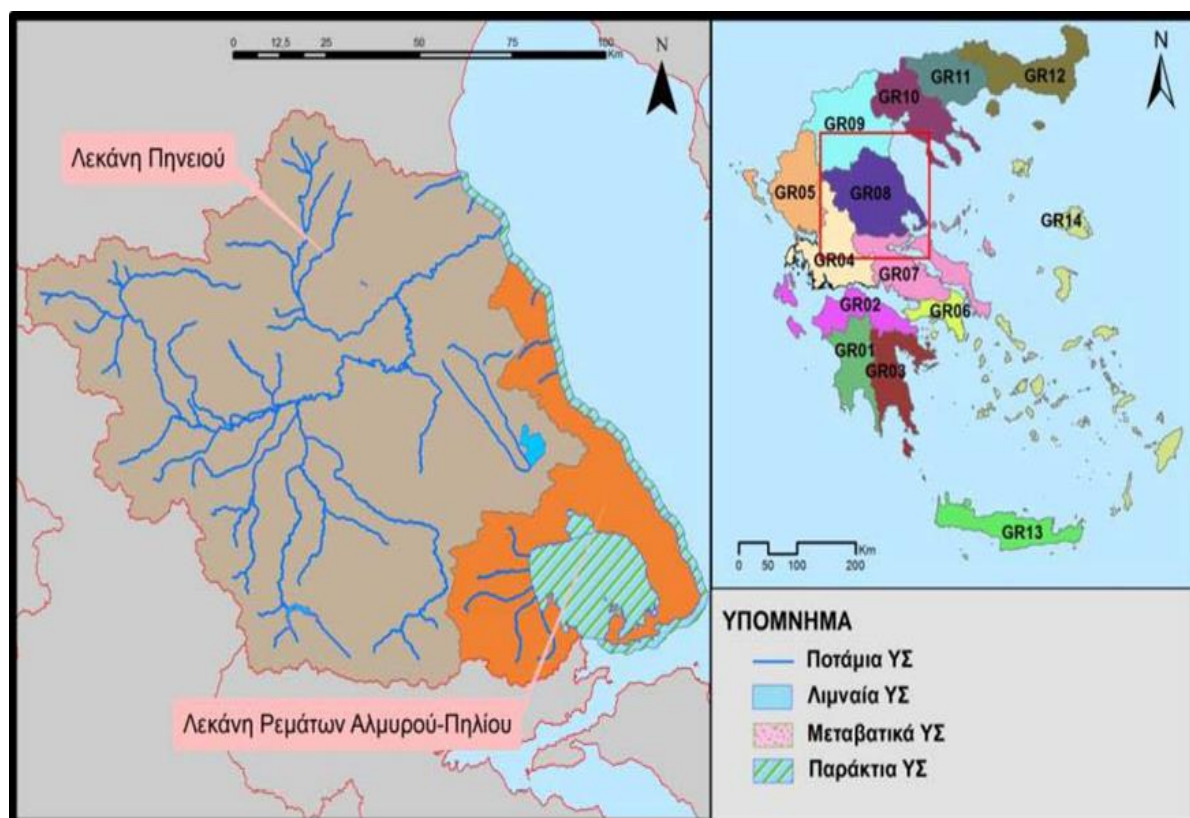 0 12,5 25 50 75 100
Km
N
Λεκάνη Πηνειού
Λεκάνη Ρεμάτων Αλμυρού-Πηλίου
N
GR12
GR11
GR10
GR09
GR05
GR08
GR14
GR04
GR07
GR02
GR06
GR01
GR03
GR13
0 50 100 200
Km
ΥΠΟΜΝΗΜΑ
Ποτάμια ΥΣ
Λιμναία ΥΣ
Μεταβατικά ΥΣ
Παράκτια ΥΣ